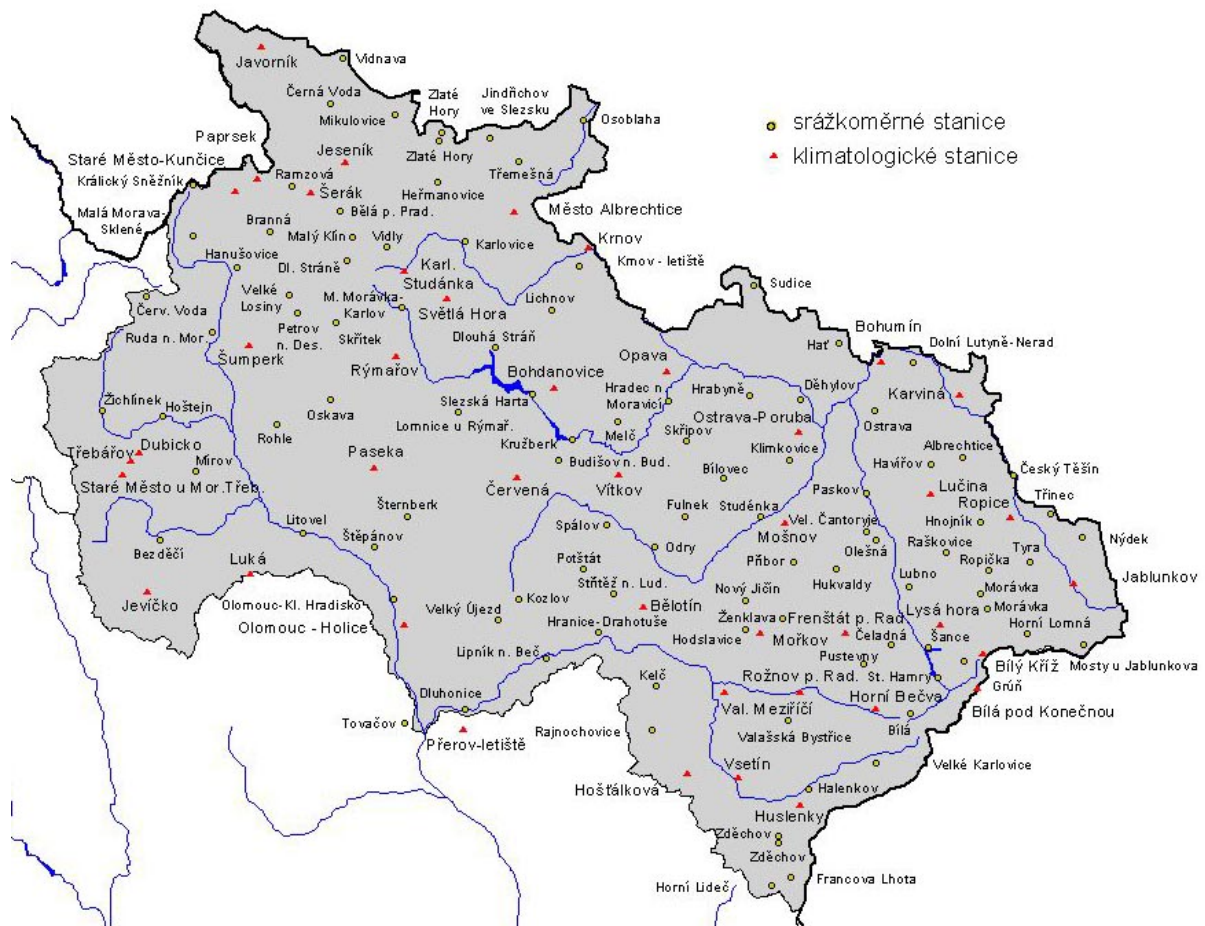 Javorník
Vidnava
Černá Voda
Mikulovice
Zlaté
Hory
Jindřichov
ve Slezsku
Osoblaha
srážkoměrné stanice
klimatologické stanice
Paprsek
Staré Město-Kunčice
Králický Sněžník
Ramzová
Jeseník
Šerák
Zlaté Hory
Třemešná
Heřmanovice
Malá Morava-
Sklené
Branná
Bělá p. Prad.
Město Albrechtice
Malý Klín
Vidly
Karlovice
Krnov
Krnov - letiště
Hanušovice
Dl. Stráně
Karl.
Studánka
Sudice
Červ. Voda
Velké
Losiny
M. Morávka-
Karlov
Světlá Hora
Lichnov
Ruda n. Mor.
Petrov
n. Des.
Skřítek
Dlouhá Stráň
Hať
Bohumín
Dolní Lutyně-Nerad
Šumperk
Rýmařov
Bohdanovice
Opava
Karviná
Žichlínek
Hoštejn
Oskava
Slezská Harta
Hradec n
Moravicí
Hrabyně
Děhylov
Lomnice u Rýmař.
Melč
Ostrava-Poruba
Ostrava
Rohle
Kružberk
Skřipov
Klimkovice
Albrechtice
Dubicko
Třebářov
Mírov
Paseka
Budišov n. Bud.
Bílovec
Havířov
Český Těšín
Staré Město u Mor.Třeb
Červená
Vítkov
Paskov
Lučina
Ropice
Třinec
Šternberk
Fulnek
Studénka
Vel. Čantoryje
Hnojník
Litovel
Spálov
Mošnov
Nýdek
Bezděčí
Štěpánov
Odry
Olešná
Raškovice
Tyra
Luká
Potštát
Příbor
Hukvaldy
Ropička
Jablunkov
Jevíčko
Střítěž n. Lud.
Nový Jičín
Lubno
Morávka
Olomouc-Kl. Hradisko
Velký Újezd
Kozlov
Bělotín
Ženklava
Frenštát p. Rad.
Lysá hora
Morávka
Olomouc - Holice
Hranice-Drahotuše
Hodslavice
Mořkov
Čeladná
Šance
Horní Lomná
Lipník n. Beč
Pustevny
St. Hamry
Bílý Kříž
Mosty u Jablunkova
Kelč
Rožnov p. Rad.
Grúň
Dluhonice
Val. Meziříčí
Horní Bečva
Bílá pod Konečnou
Tovačov
Přerov-letiště
Rajnochovice
Valašská Bystřice
Bílá
Hošťálková
Vsetín
Velké Karlovice
Halenkov
Huslenky
Zděchov
Zděchov
Horní Lideč
Francova Lhota